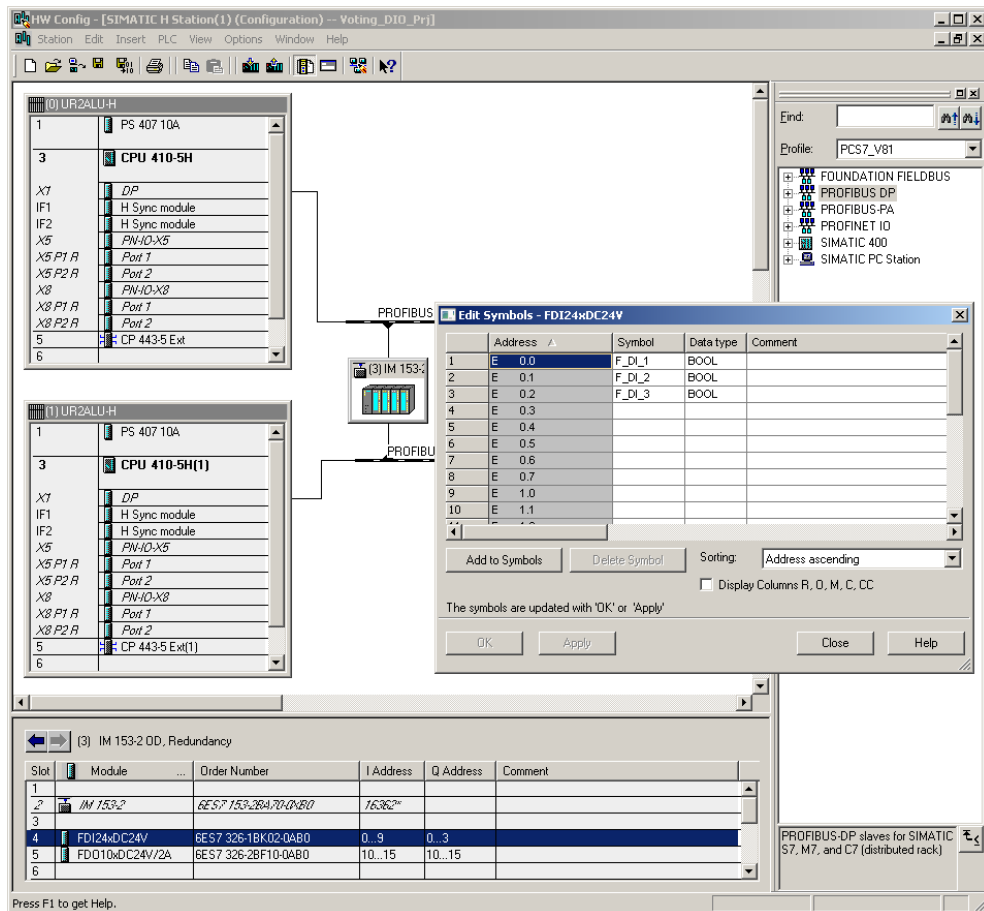 HW Config - [SIMATIC H Station(1) (Configuration) -- Voting_DIO_Prj]
Station Edit Insert PLC View Options Window Help
(0) UR2ALU-H
1 PS 407 10A
3 CPU 410-5H
X1 DP
IF1 H Sync module
IF2 H Sync module
X5 PN-IO-X5
X5 P1 R Port 1
X5 P2 R Port 2
X8 PN-IO-X8
X8 P1 R Port 1
X8 P2 R Port 2
5 CP 443-5 Ext
6
(1) UR2ALU-H
1 PS 407 10A
3 CPU 410-5H(1)
X1 DP
IF1 H Sync module
IF2 H Sync module
X5 PN-IO-X5
X5 P1 R Port 1
X5 P2 R Port 2
X8 PN-IO-X8
X8 P1 R Port 1
X8 P2 R Port 2
5 CP 443-5 Ext(1)
6
PROFIBUS
(3) IM 153-2
PROFIBU
Find:
Profile: PCS7_V81
FOUNDATION FIELDBUS
PROFIBUS DP
PROFIBUS-PA
PROFINET IO
SIMATIC 400
SIMATIC PC Station
Edit Symbols - FDI24xDC24V
Address Symbol Data type Comment
1 E 0.0 F_DI_1 BOOL
2 E 0.1 F_DI_2 BOOL
3 E 0.2 F_DI_3 BOOL
4 E 0.3
5 E 0.4
6 E 0.5
7 E 0.6
8 E 0.7
9 E 1.0
10 E 1.1
Add to Symbols Delete Symbol Sorting: Address ascending
Display Columns R, O, M, C, CC
The symbols are updated with 'OK' or 'Apply'
OK Apply Close Help
(3) IM 153-2 OD, Redundancy
Slot Module ... Order Number I Address Q Address Comment
1
2 IM 153-2 6ES7 153-2BA70-0XB0 16362*
3
4 FDI24xDC24V 6ES7 326-1BK02-0AB0 0...9 0...3
5 FDO10xDC24V/2A 6ES7 326-2BF10-0AB0 10...15 10...15
6
PROFIBUS-DP slaves for SIMATIC
S7, M7, and C7 (distributed rack)
Press F1 to get Help.